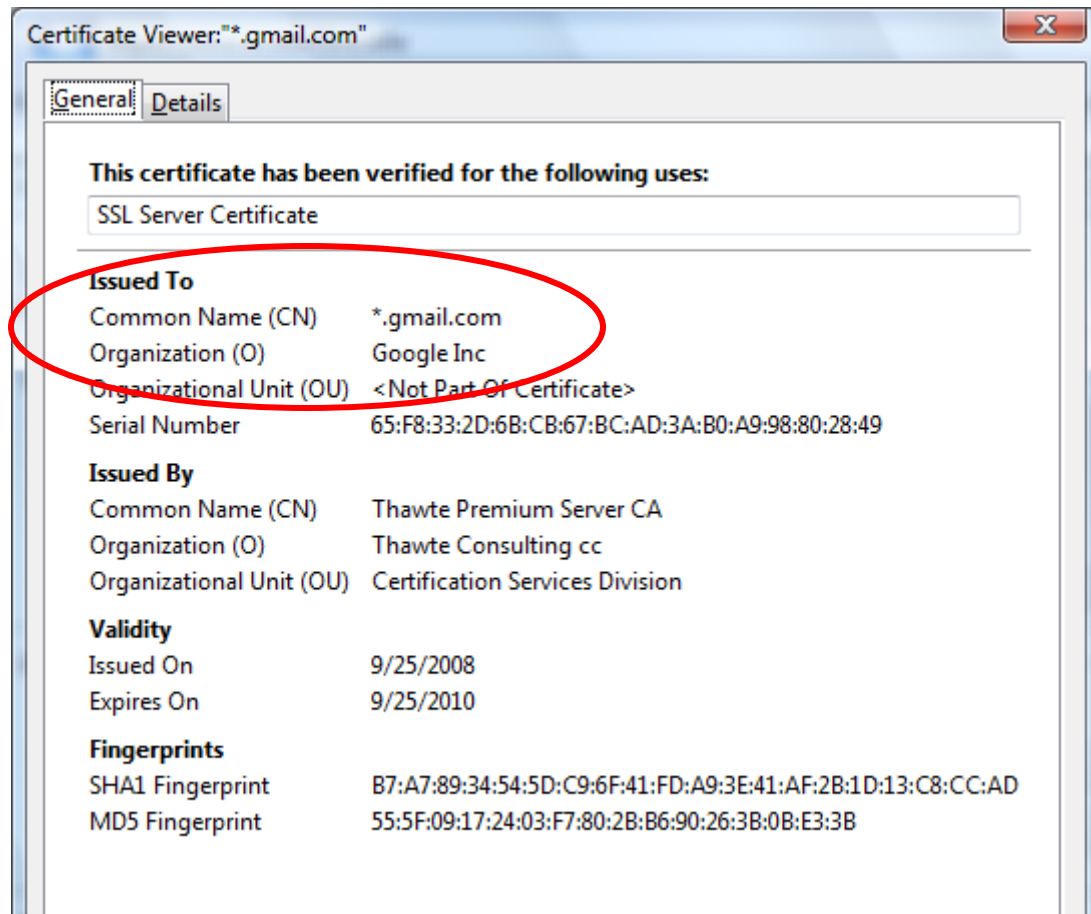 Certificate Viewer:"*.gmail.com"
General Details
This certificate has been verified for the following uses:
SSL Server Certificate
Issued To
Common Name (CN) *.gmail.com
Organization (O) Google Inc
Organizational Unit (OU) <Not Part Of Certificate>
Serial Number 65:F8:33:2D:6B:CB:67:BC:AD:3A:B0:A9:98:80:28:49
Issued By
Common Name (CN) Thawte Premium Server CA
Organization (O) Thawte Consulting cc
Organizational Unit (OU) Certification Services Division
Validity
Issued On 9/25/2008
Expires On 9/25/2010
Fingerprints
SHA1 Fingerprint B7:A7:89:34:54:5D:C9:6F:41:FD:A9:3E:41:AF:2B:1D:13:C8:CC:AD
MD5 Fingerprint 55:5F:09:17:24:03:F7:80:2B:B6:90:26:3B:0B:E3:3B